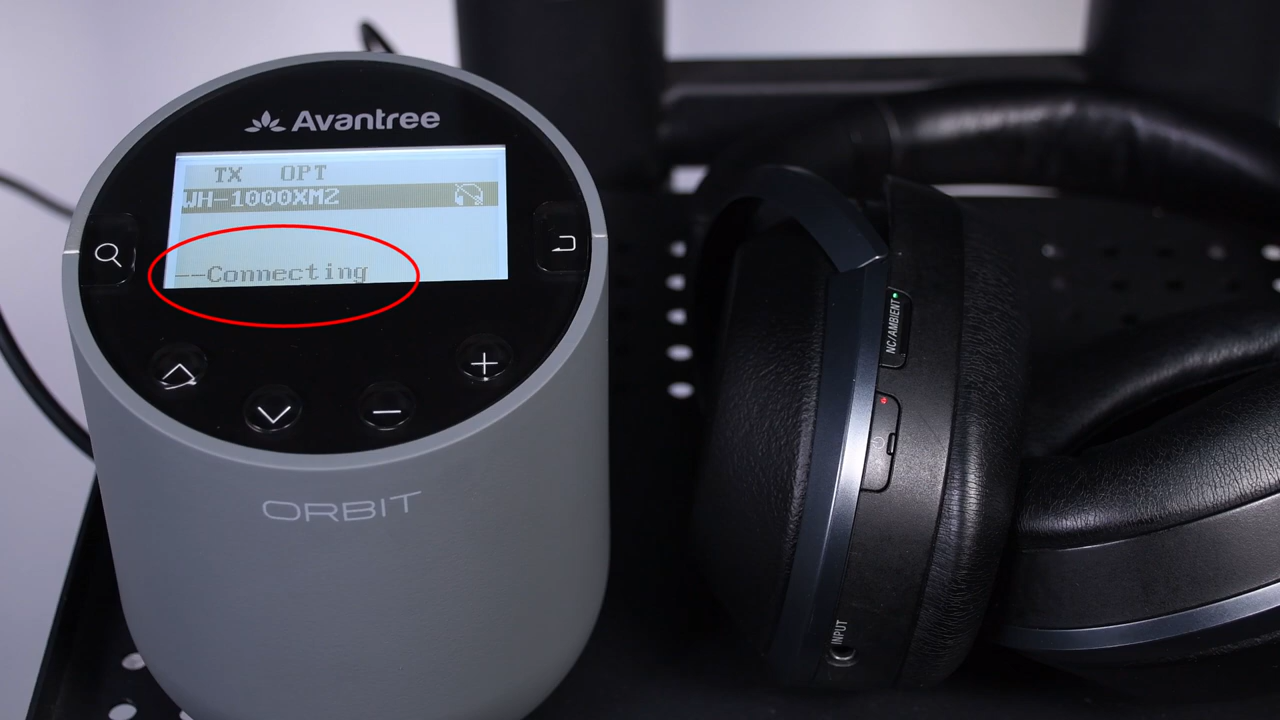 Avantree
TX OPT
WH-1000XM2
--Connecting
ORBIT
NC/AMBIENT
INPUT